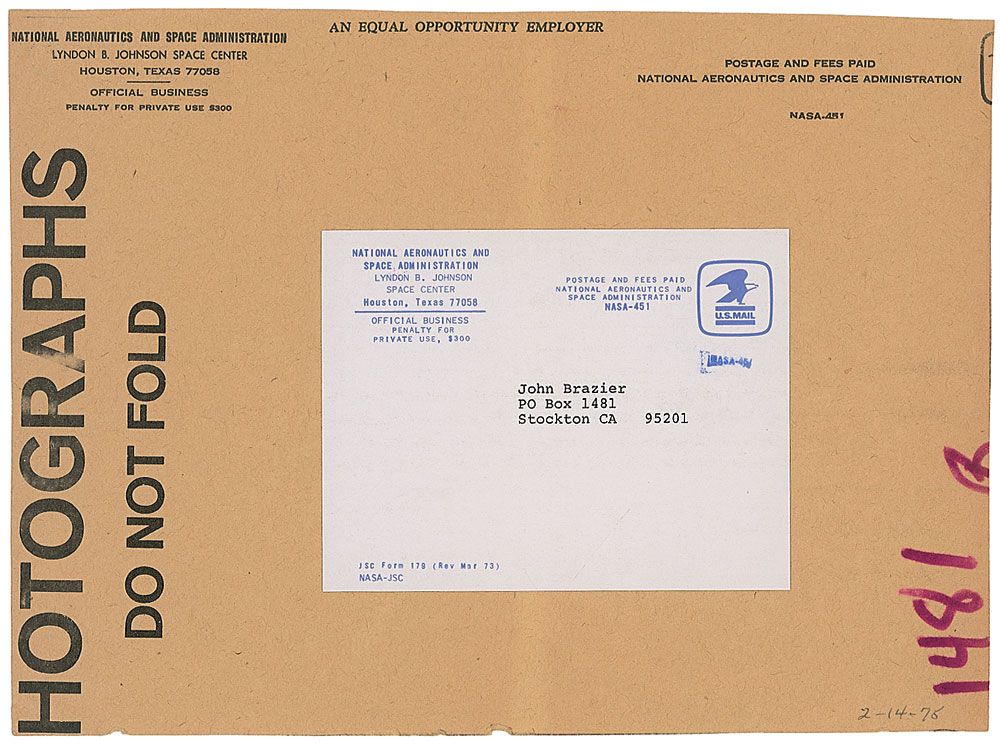 AN EQUAL OPPORTUNITY EMPLOYER
NATIONAL AERONAUTICS AND SPACE ADMINISTRATION
LYNDON B. JOHNSON SPACE CENTER
HOUSTON, TEXAS 77058
OFFICIAL BUSINESS
PENALTY FOR PRIVATE USE $300
POSTAGE AND FEES PAID
NATIONAL AERONAUTICS AND SPACE ADMINISTRATION
NASA-451
HOTOGRAPHS
DO NOT FOLD
NATIONAL AERONAUTICS AND
SPACE ADMINISTRATION
LYNDON B. JOHNSON
SPACE CENTER
Houston, Texas 77058
OFFICIAL BUSINESS
PENALTY FOR
PRIVATE USE, $300
POSTAGE AND FEES PAID
NATIONAL AERONAUTICS AND
SPACE ADMINISTRATION
NASA-451
U.S.MAIL
NASA-451
John Brazier
PO Box 1481
Stockton CA 95201
JSC Form 179 (Rev Mar 73)
NASA-JSC
1481 B
2-14-75